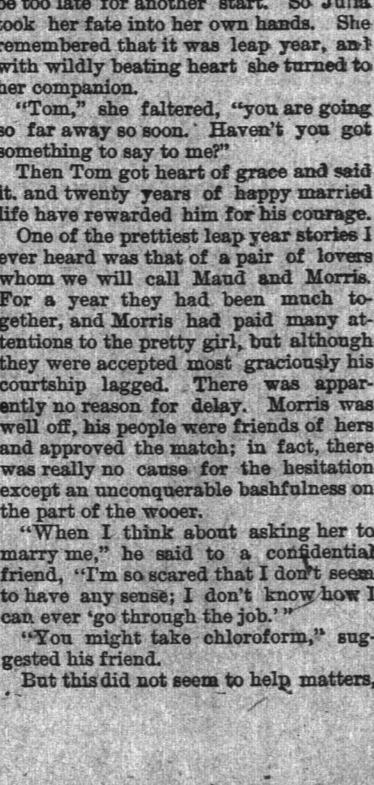 be too late for another start. So Julia
took her fate into her own hands. She
remembered that it was leap year, and
with wildly beating heart she turned to
her companion.
"Tom," she faltered, "you are going
so far away so soon. Haven't you got
something to say to me?"
Then Tom got heart of grace and said
it. and twenty years of happy married
life have rewarded him for his courage.
One of the prettiest leap year stories I
ever heard was that of a pair of lovers
whom we will call Maud and Morris.
For a year they had been much to-
gether, and Morris had paid many at-
tentions to the pretty girl, but although
they were accepted most graciously his
courtship lagged. There was appar-
ently no reason for delay. Morris was
well off, his people were friends of hers
and approved the match; in fact, there
was really no cause for the hesitation
except an unconquerable bashfulness on
the part of the wooer.
"When I think about asking her to
marry me," he said to a confidential
friend, "I'm so scared that I don't seem
to have any sense; I don't know how I
can ever 'go through the job.'"
"You might take chloroform," sug-
gested his friend.
But this did not seem to help matters,